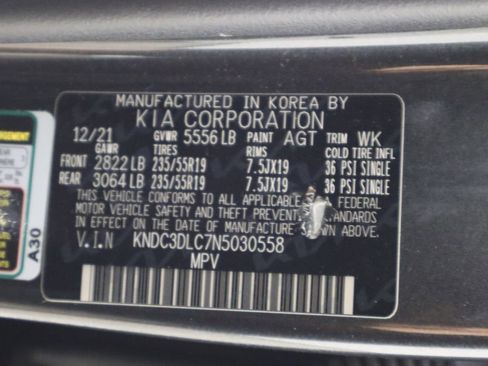 MANUFACTURED IN KOREA BY
KIA CORPORATION
12/21 GVWR 5556 LB PAINT AGT TRIM WK
GAWR TIRES RIMS COLD TIRE INFL
FRONT 2822 LB 235/55R19 7.5JX19 36 PSI SINGLE
REAR 3064 LB 235/55R19 7.5JX19 36 PSI SINGLE
THIS VEHICLE CONFORMS TO ALL APPLICABLE FEDERAL
MOTOR VEHICLE SAFETY AND THEFT PREVENTION STANDARDS
IN EFFECT ON THE DATE OF MANUFACTURE SHOWN ABOVE.
V.I.N KNDC3DLC7N5030558
MPV
A30